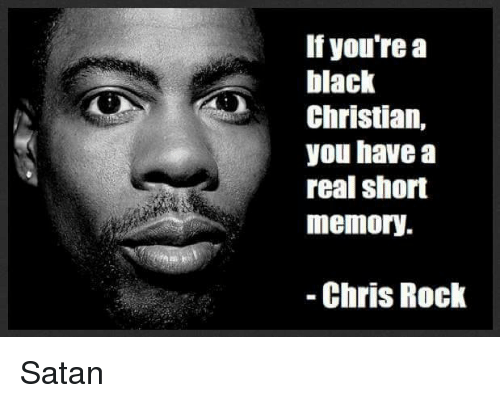 If you're a
black
Christian,
you have a
real short
memory.
- Chris Rock
Satan